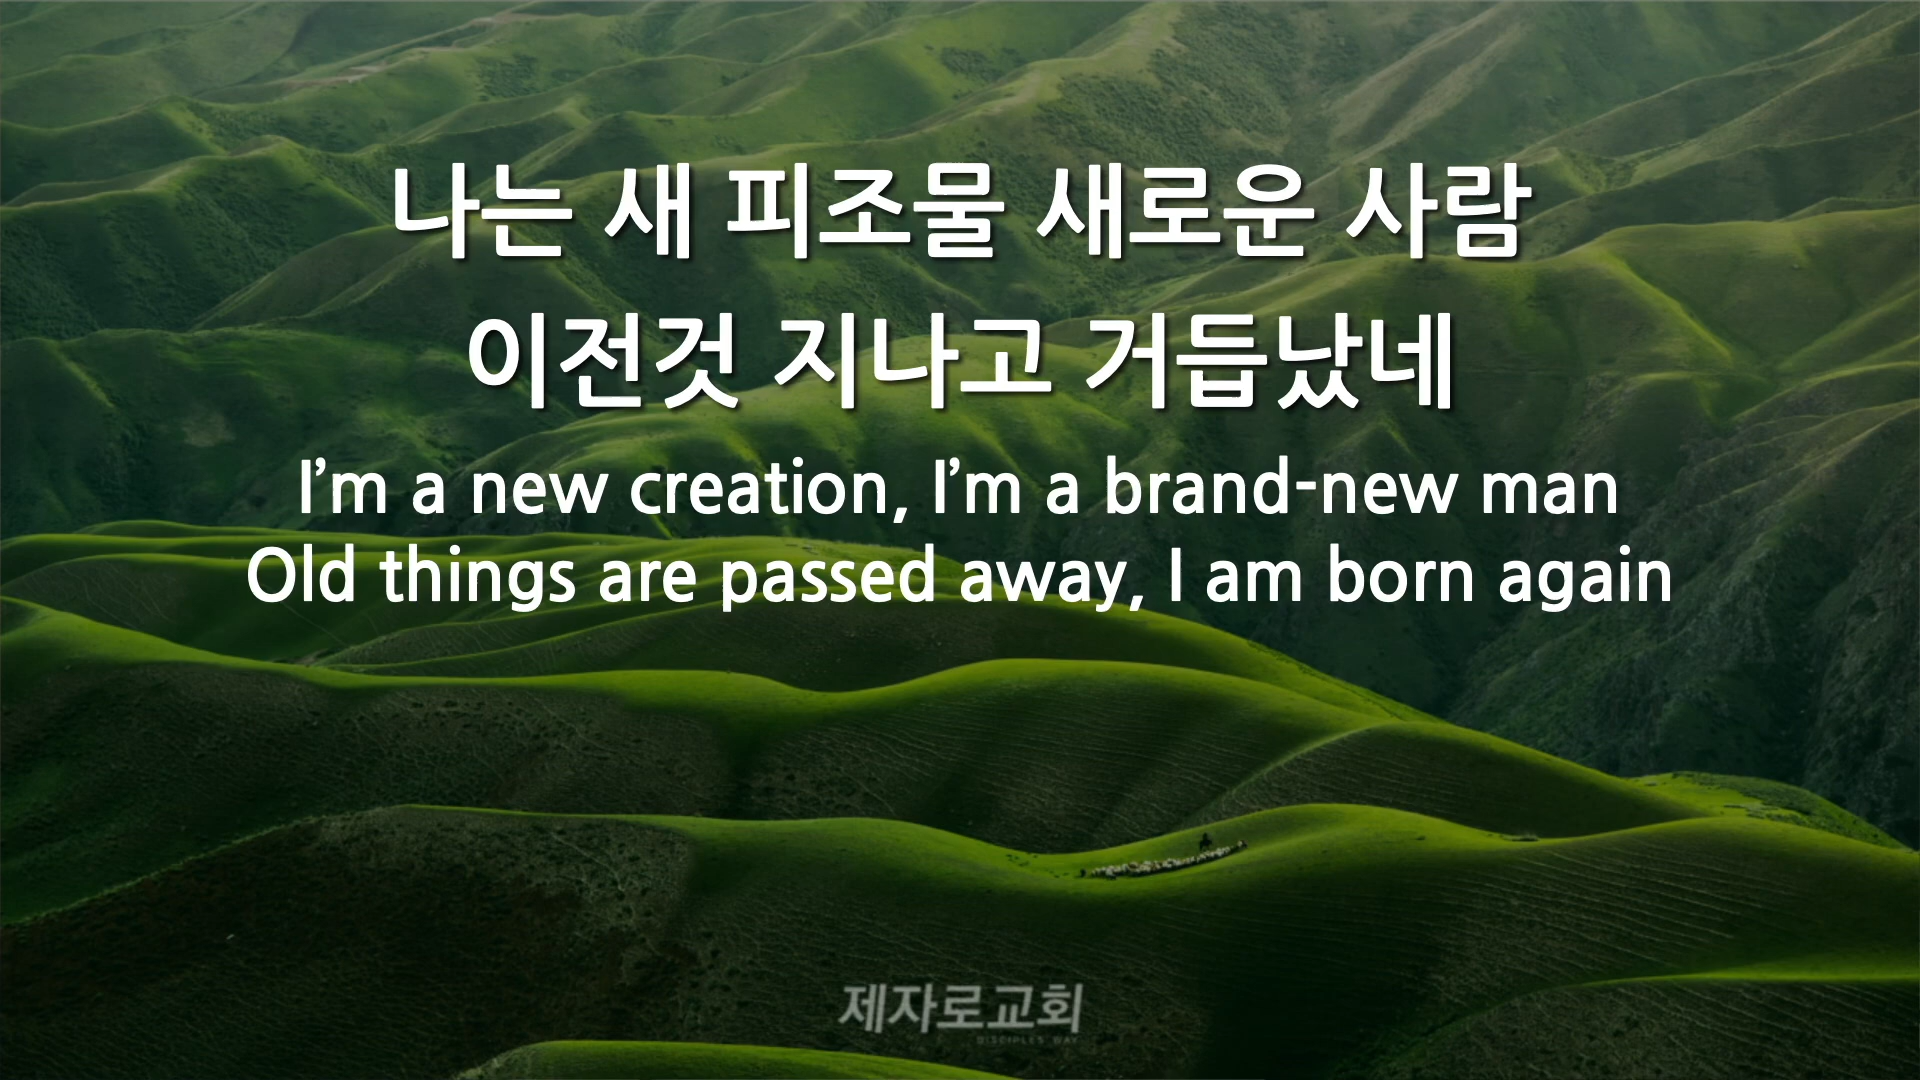 나는 새 피조물 새로운 사람
이전것 지나고 거듭났네
I’m a new creation, I’m a brand-new man
Old things are passed away, I am born again
제자로교회
DISCIPLES WAY